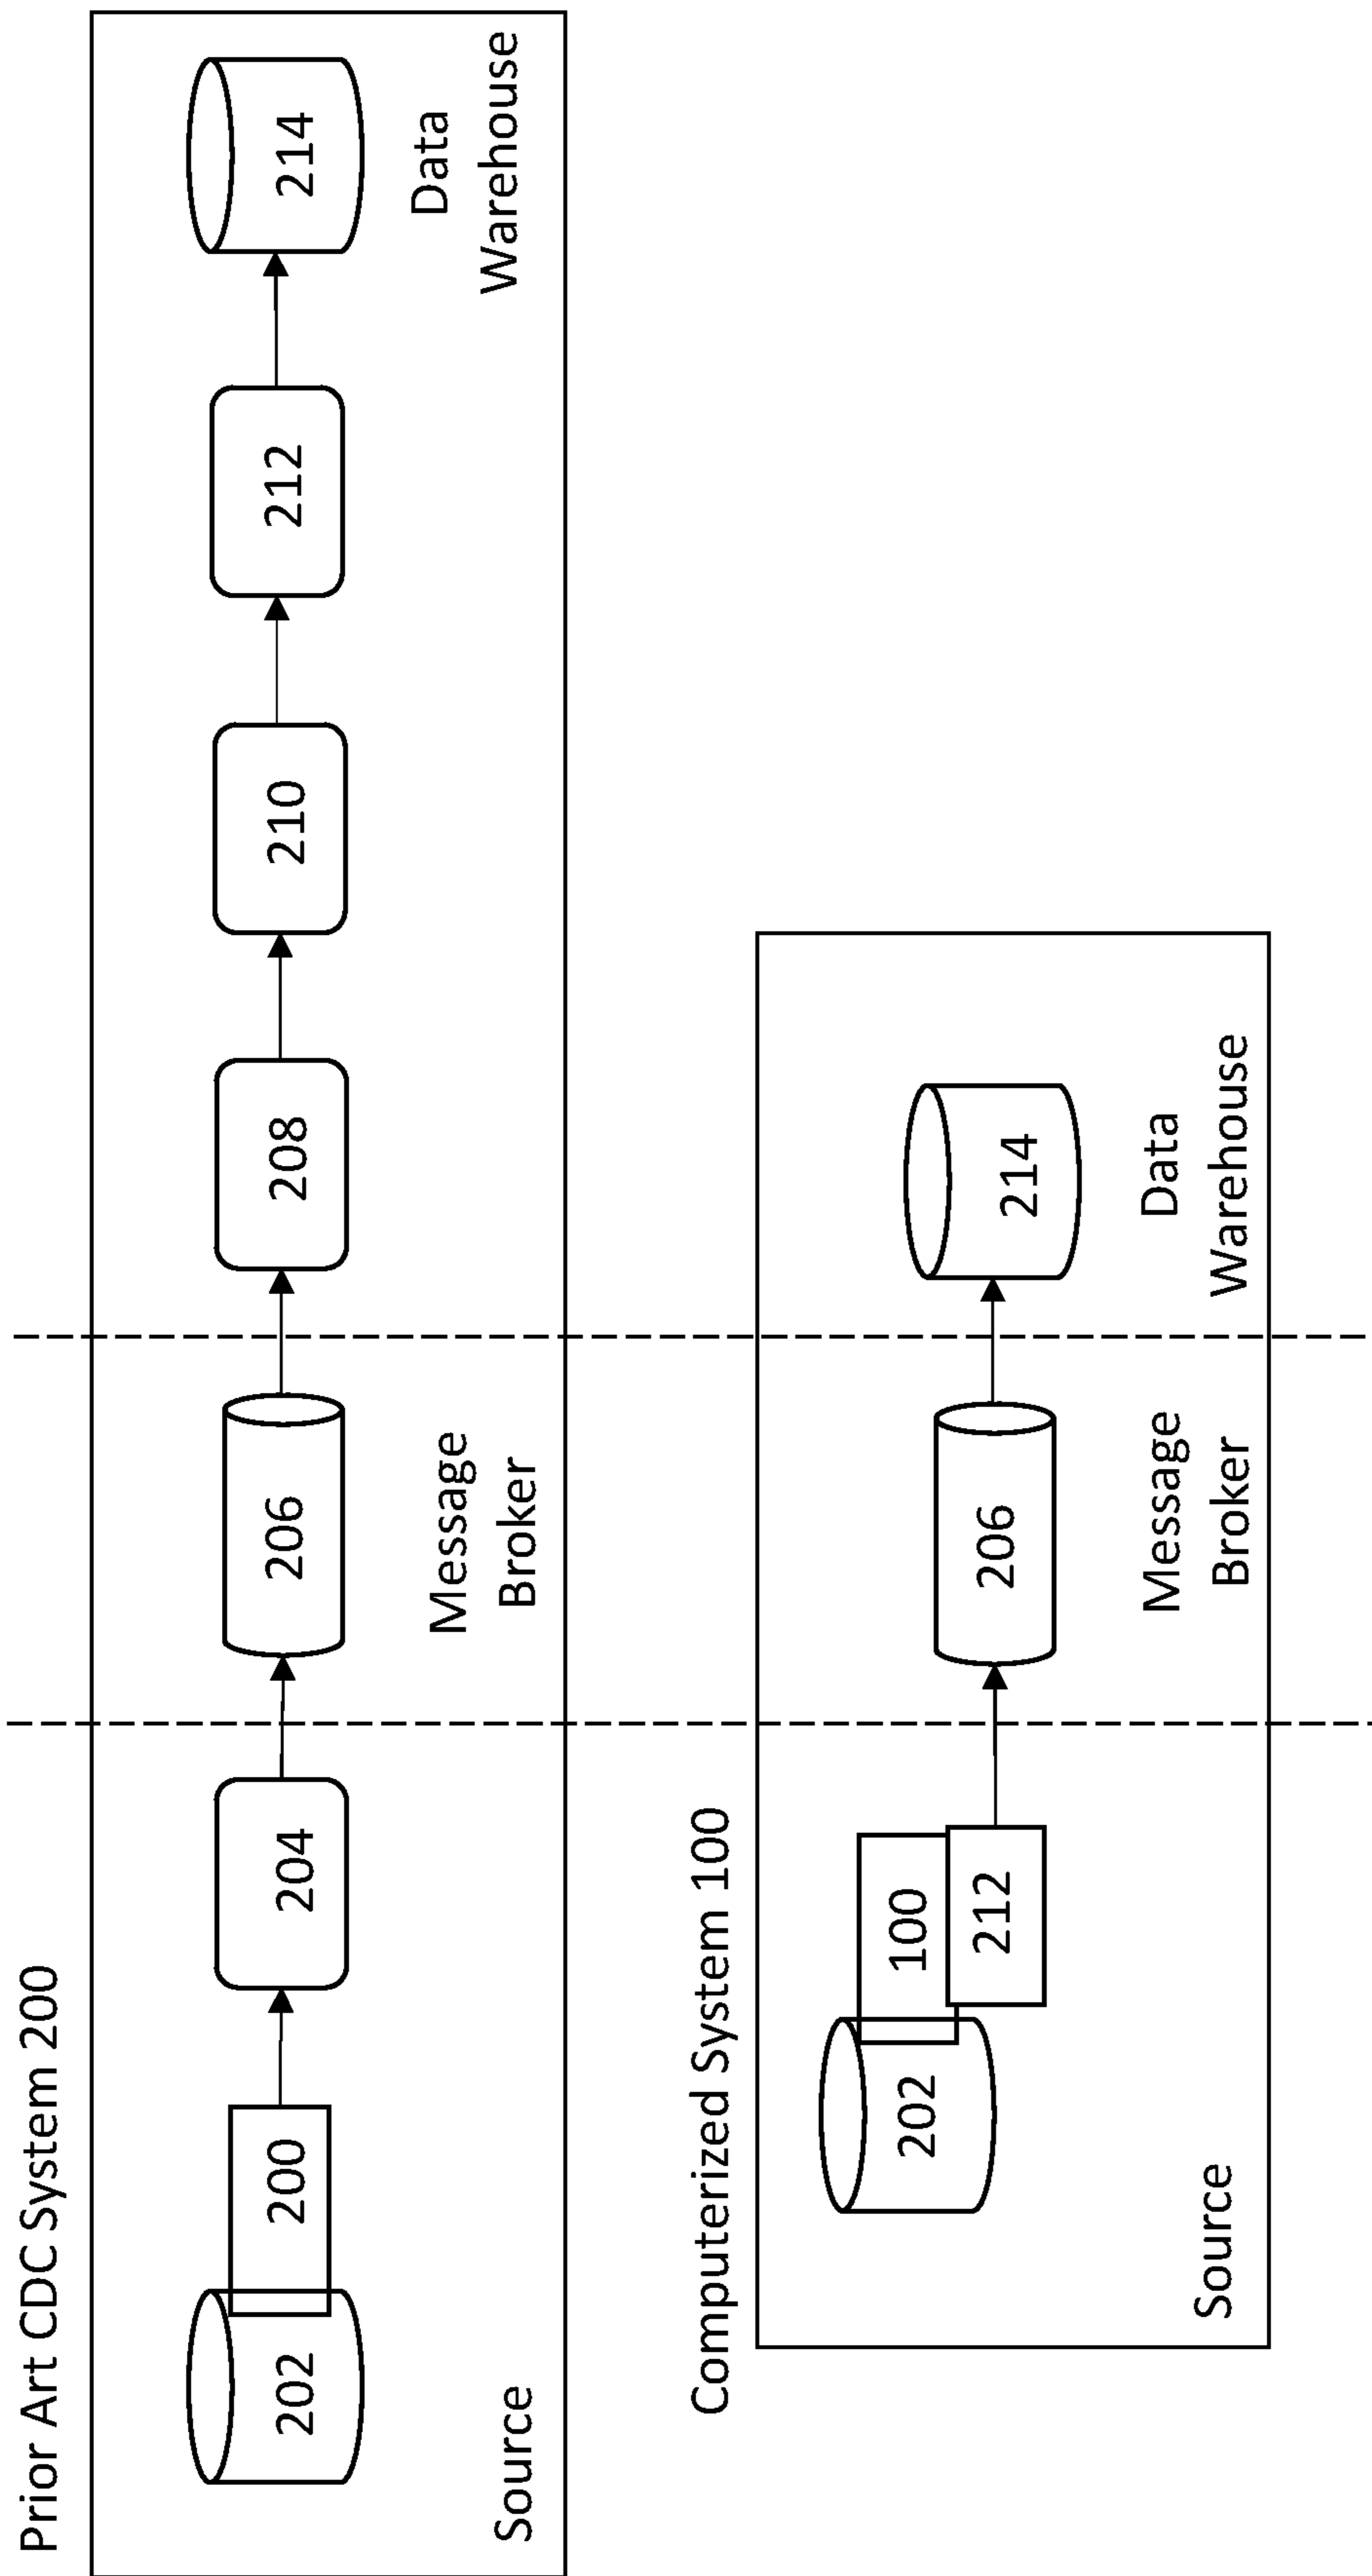 Prior Art CDC System 200
202
200
204
206
208
210
212
214
Source
Message
Broker
Data
Warehouse
Computerized System 100
202
100
212
206
214
Source
Message
Broker
Data
Warehouse